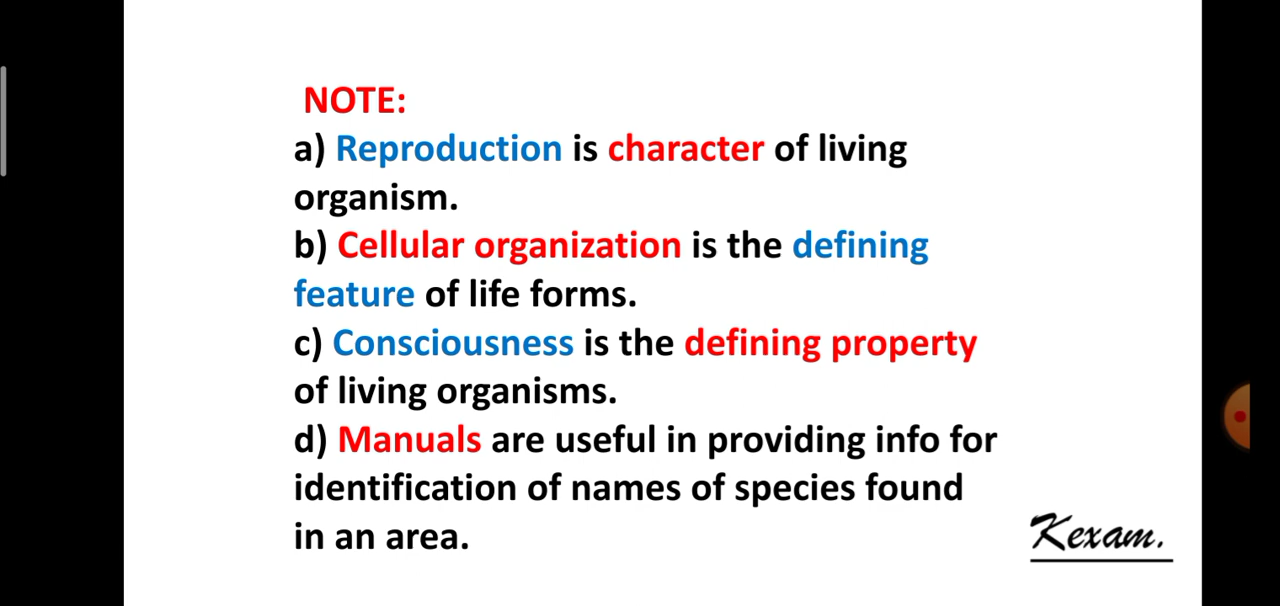 NOTE:
a) Reproduction is character of living
organism.
b) Cellular organization is the defining
feature of life forms.
c) Consciousness is the defining property
of living organisms.
d) Manuals are useful in providing info for
identification of names of species found
in an area.
Kexam.